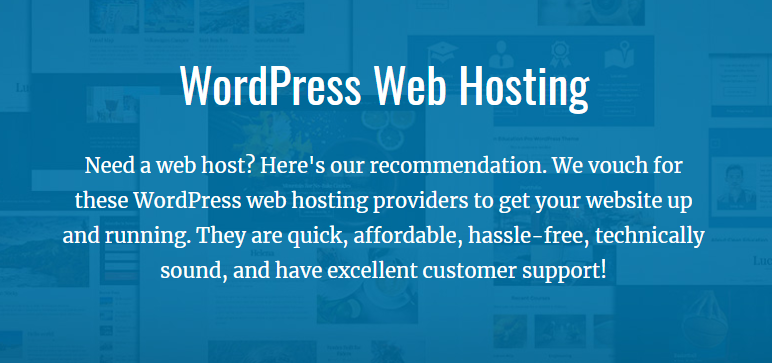 WordPress Web Hosting
Need a web host? Here's our recommendation. We vouch for
these WordPress web hosting providers to get your website up
and running. They are quick, affordable, hassle-free, technically
sound, and have excellent customer support!